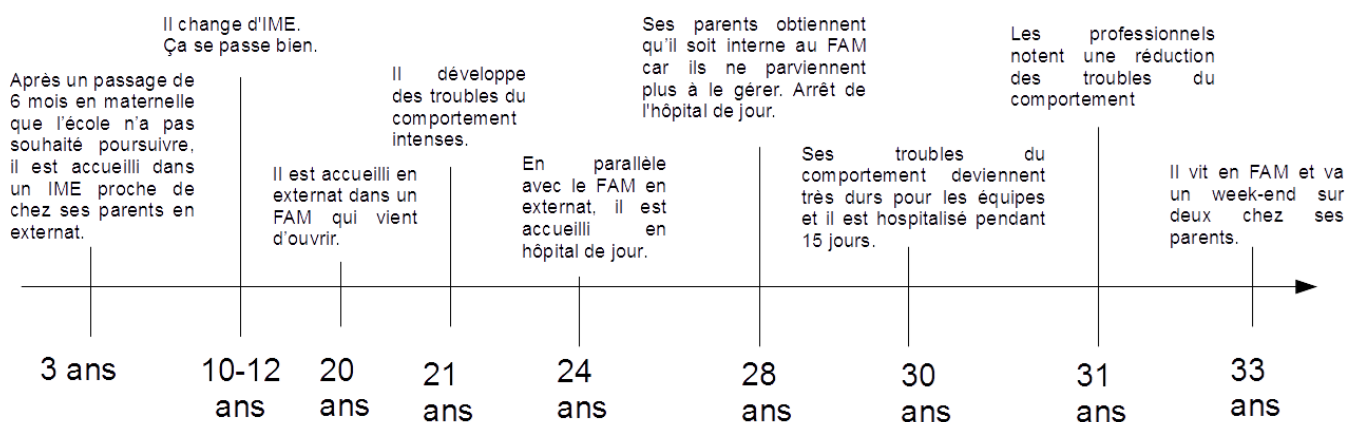 Après un passage de
6 mois en maternelle
que l'école n'a pas
souhaité poursuivre,
il est accueilli dans
un IME proche de
chez ses parents en
externat.
Il change d'IME.
Ça se passe bien.
Il est accueilli en
externat dans un
FAM qui vient
d'ouvrir.
Il développe
des troubles du
comportement
intenses.
En parallèle
avec le FAM en
externat, il est
accueilli en
hôpital de jour.
Ses parents obtiennent
qu'il soit interne au FAM
car ils ne parviennent
plus à le gérer. Arrêt de
l'hôpital de jour.
Ses troubles du
comportement deviennent
très durs pour les équipes
et il est hospitalisé pendant
15 jours.
Les professionnels
notent une réduction
des troubles du
comportement
Il vit en FAM et va
un week-end sur
deux chez ses
parents.
3 ans
10-12
ans
20
ans
21
ans
24
ans
28
ans
30
ans
31
ans
33
ans